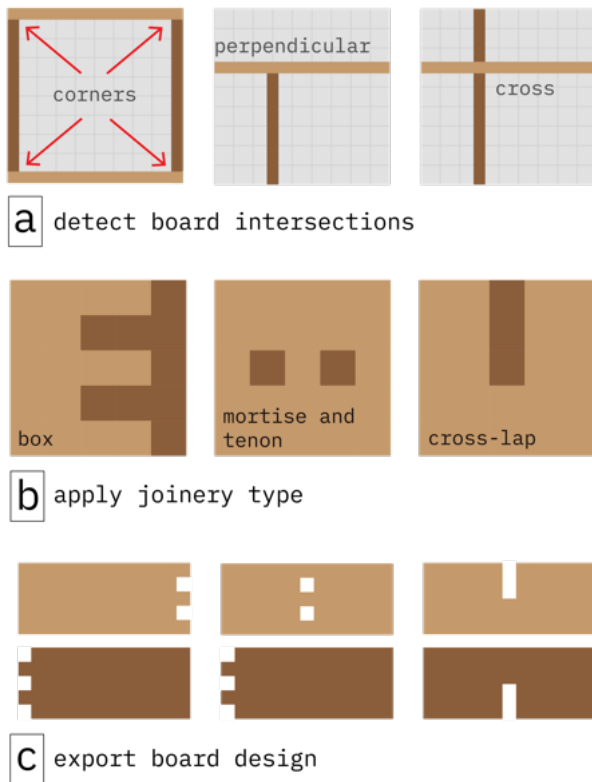 corners
perpendicular
cross
a detect board intersections
box
mortise and
tenon
cross-lap
b apply joinery type
c export board design